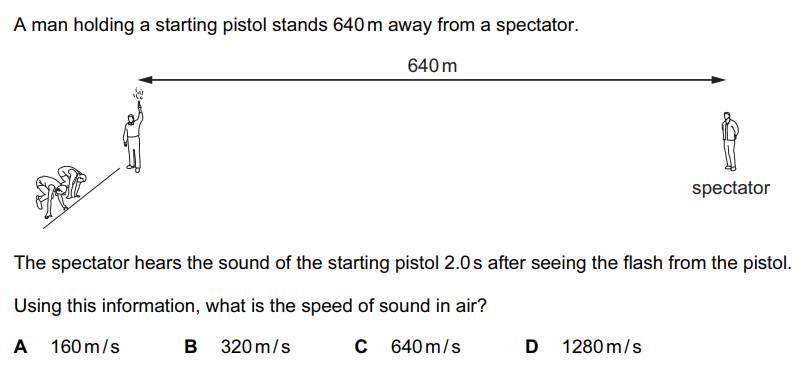 A man holding a starting pistol stands 640 m away from a spectator.
640 m
spectator
The spectator hears the sound of the starting pistol 2.0 s after seeing the flash from the pistol.
Using this information, what is the speed of sound in air?
A 160 m / s B 320 m / s C 640 m / s D 1280 m / s